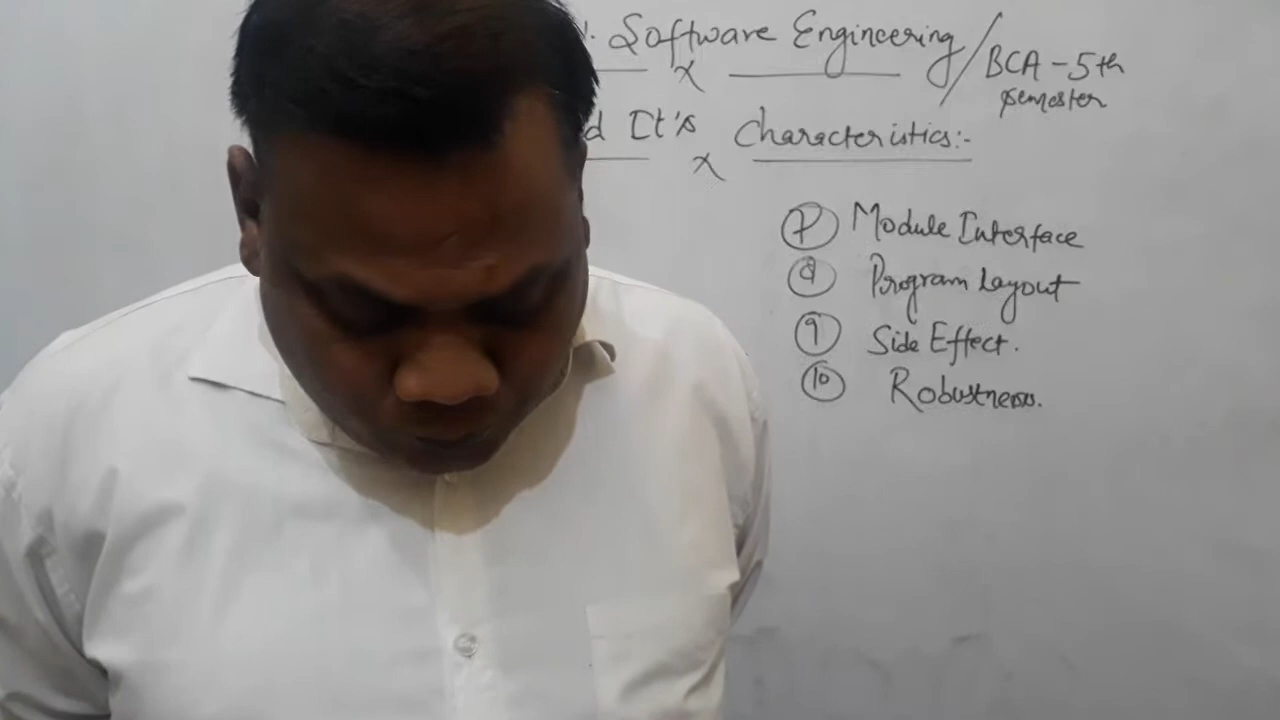 Software Engineering / BCA - 5th
semester
d It's Characteristics:-
7 Module Interface
8 Program Layout
9 Side Effect.
10 Robustness.